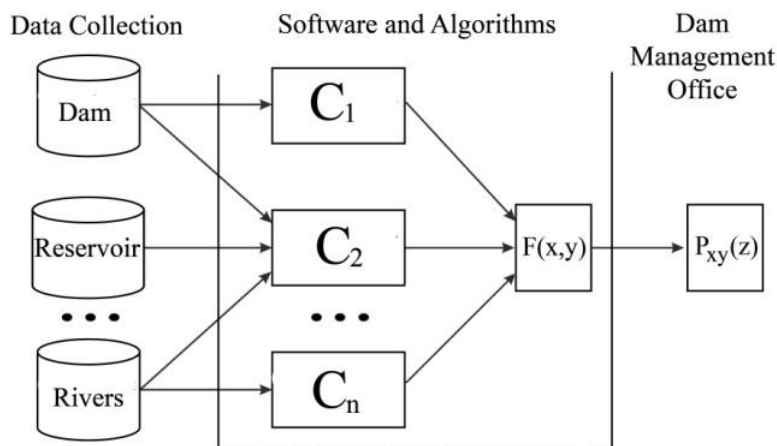 Data Collection
Software and Algorithms
Dam
Management
Office
Dam
C1
Reservoir
C2
F(x,y)
Pxy(z)
• • •
• • •
Rivers
Cn